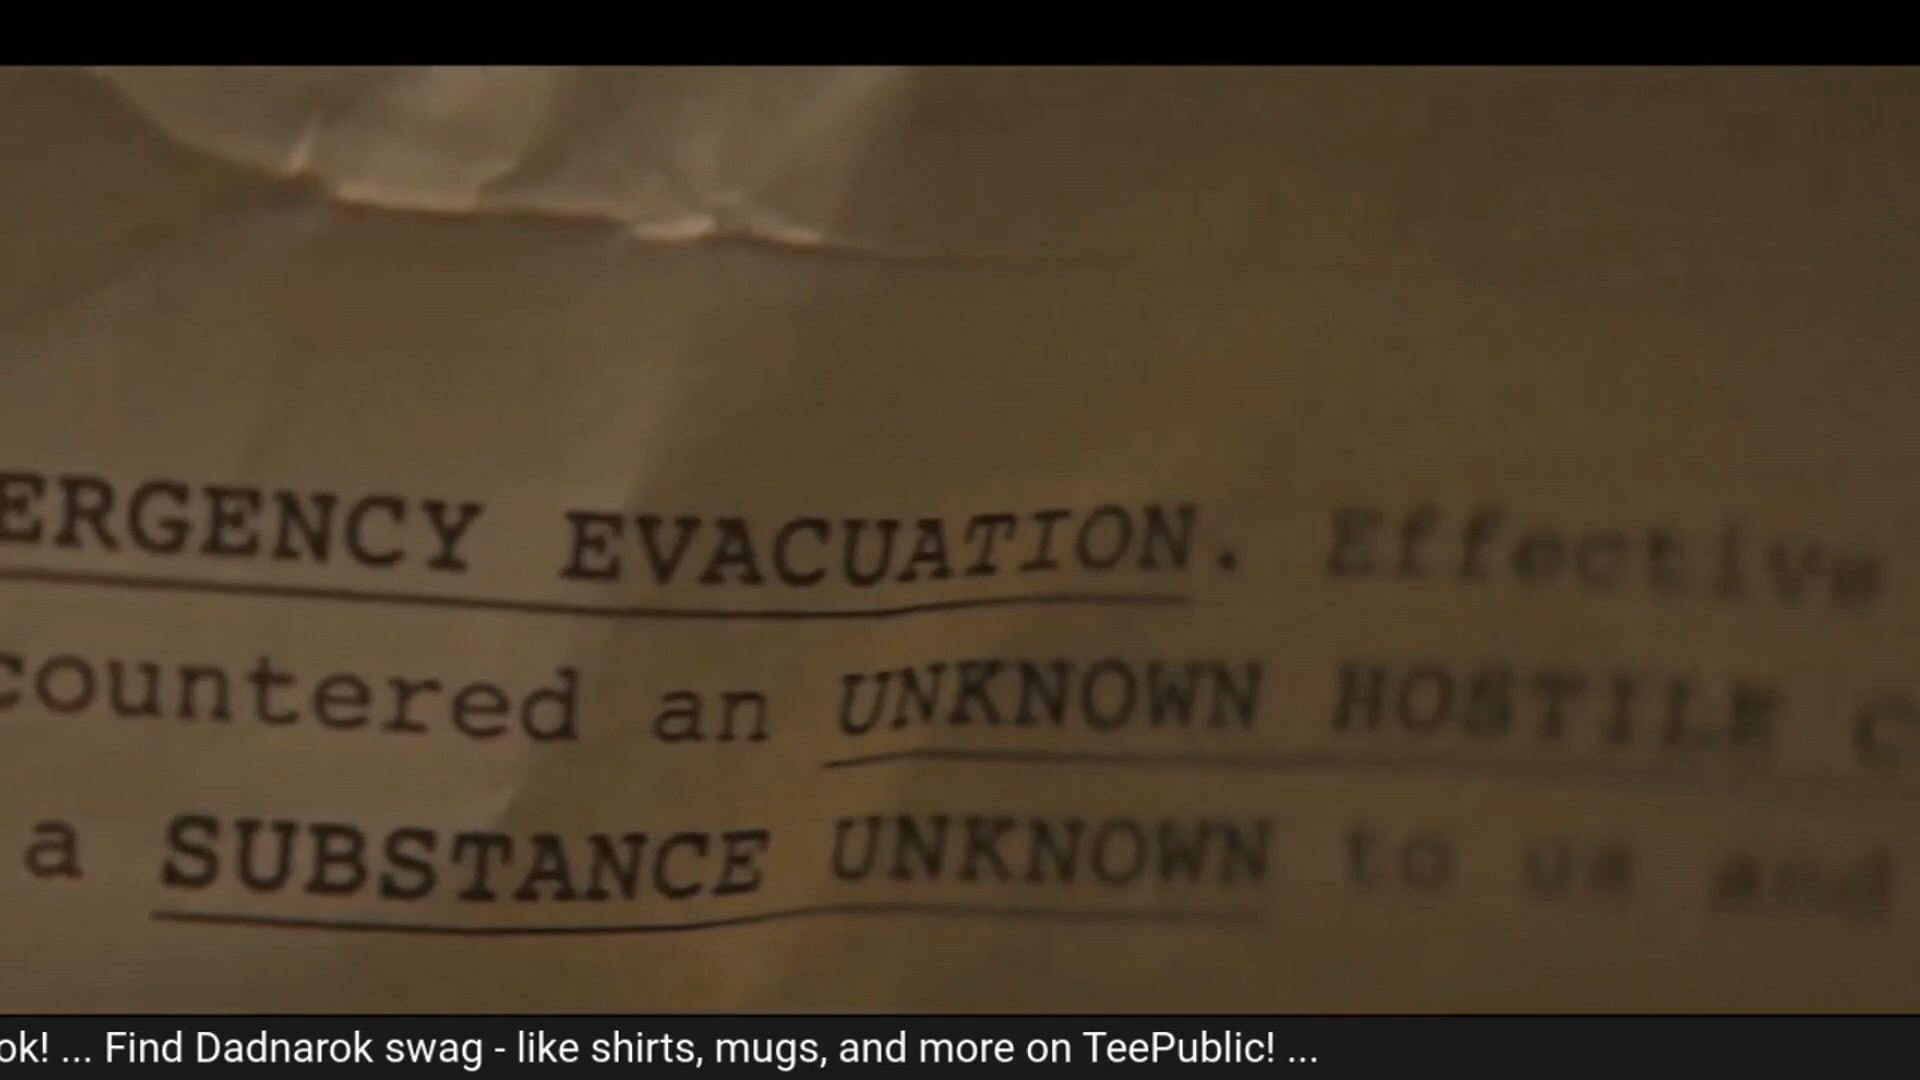 ERGENCY EVACUATION. Effective
countered an UNKNOWN HOSTILE C
a SUBSTANCE UNKNOWN to us and
ok! ... Find Dadnarok swag - like shirts, mugs, and more on TeePublic! ...